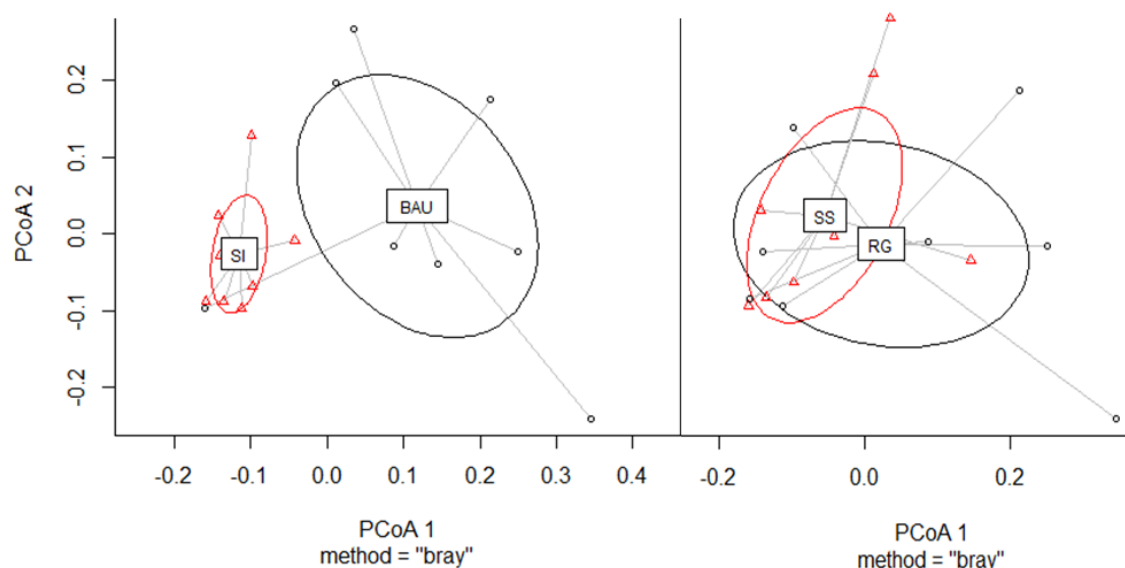 PCoA 2
0.2
0.1
0.0
-0.1
-0.2
SI
BAU
-0.2 -0.1 0.0 0.1 0.2 0.3 0.4
PCoA 1
method = "bray"
SS
RG
-0.2 0.0 0.2
PCoA 1
method = "bray"